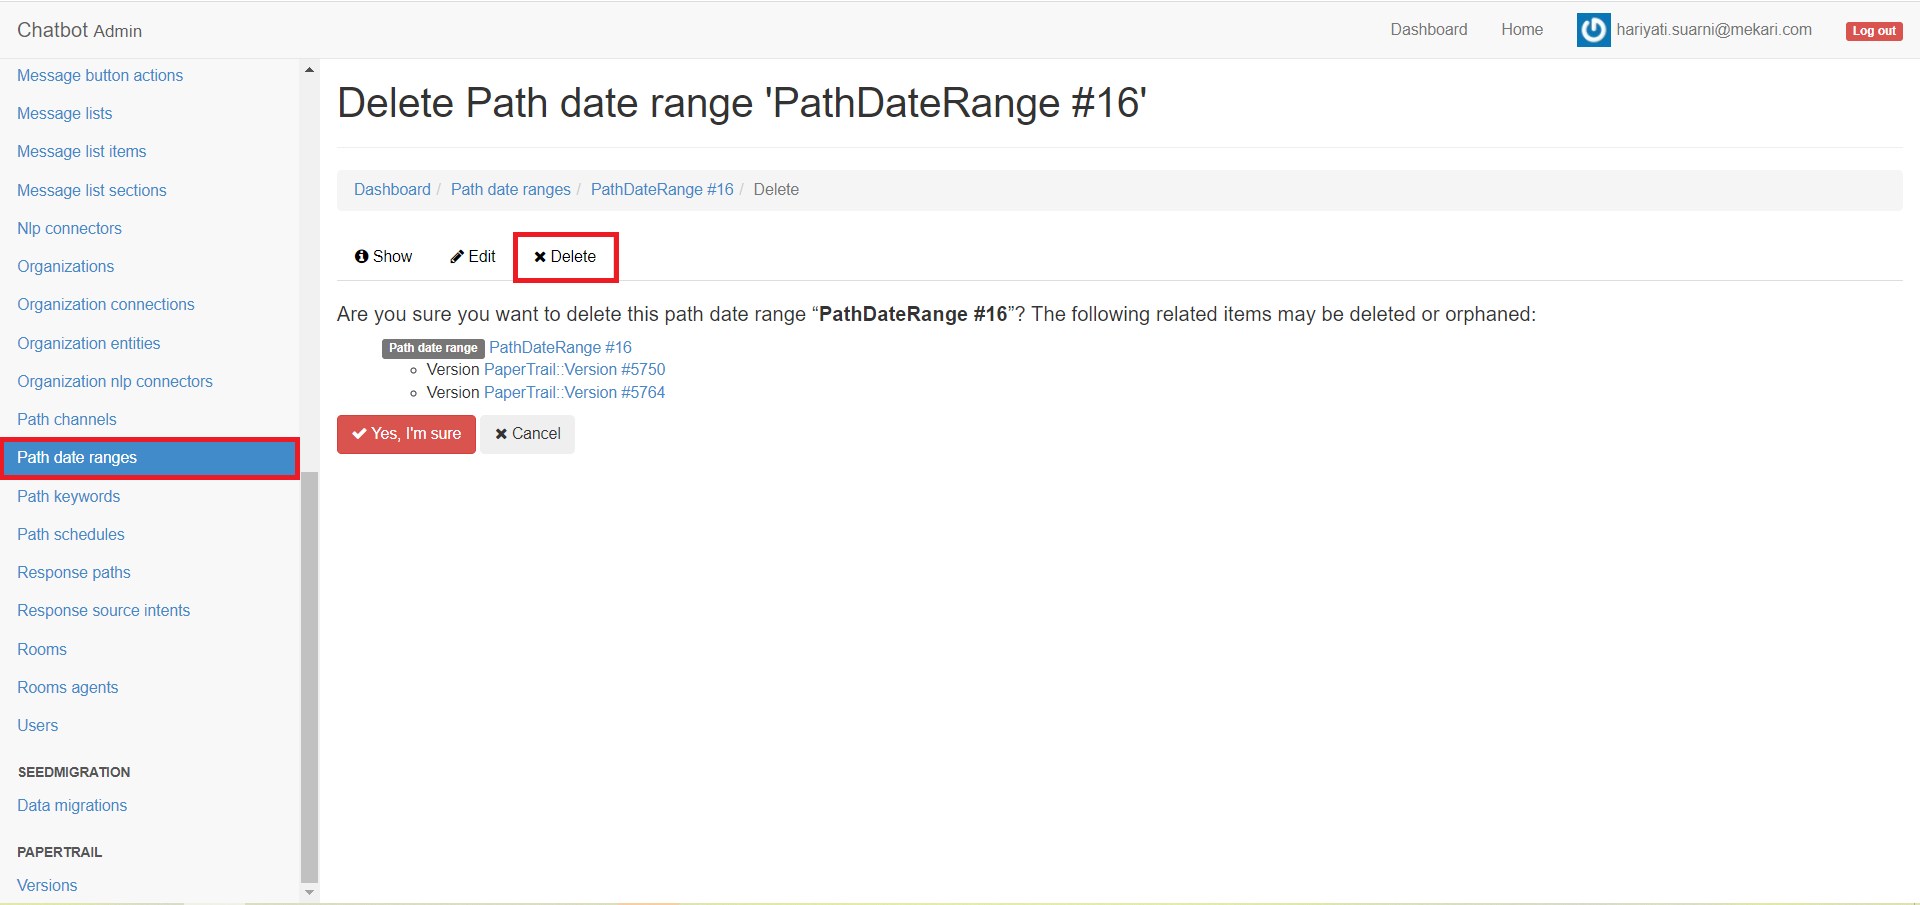 Chatbot Admin
Dashboard
Home
hariyati.suarni@mekari.com
Log out
Message button actions
Message lists
Message list items
Message list sections
Nlp connectors
Organizations
Organization connections
Organization entities
Organization nlp connectors
Path channels
Path date ranges
Path keywords
Path schedules
Response paths
Response source intents
Rooms
Rooms agents
Users
SEEDMIGRATION
Data migrations
PAPERTRAIL
Versions
Delete Path date range 'PathDateRange #16'
Dashboard / Path date ranges / PathDateRange #16 / Delete
Show
Edit
Delete
Are you sure you want to delete this path date range “PathDateRange #16”? The following related items may be deleted or orphaned:
Path date range PathDateRange #16
Version PaperTrail::Version #5750
Version PaperTrail::Version #5764
Yes, I'm sure
Cancel